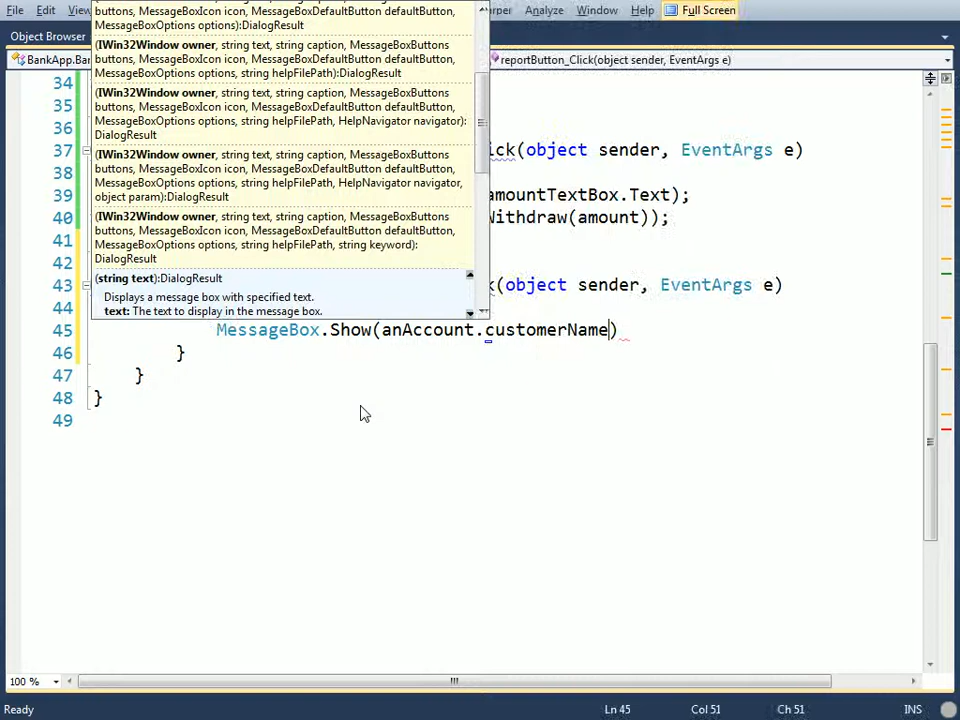 File Edit View rper Analyze Window Help Full Screen
Object Browser
BankApp.Ban reportButton_Click(object sender, EventArgs e)
buttons, MessageBoxIcon icon, MessageBoxDefaultButton defaultButton,
MessageBoxOptions options):DialogResult
(IWin32Window owner, string text, string caption, MessageBoxButtons
buttons, MessageBoxIcon icon, MessageBoxDefaultButton defaultButton,
MessageBoxOptions options, string helpFilePath):DialogResult
(IWin32Window owner, string text, string caption, MessageBoxButtons
buttons, MessageBoxIcon icon, MessageBoxDefaultButton defaultButton,
MessageBoxOptions options, string helpFilePath, HelpNavigator navigator):
DialogResult
(IWin32Window owner, string text, string caption, MessageBoxButtons
buttons, MessageBoxIcon icon, MessageBoxDefaultButton defaultButton,
MessageBoxOptions options, string helpFilePath, HelpNavigator navigator,
object param):DialogResult
(IWin32Window owner, string text, string caption, MessageBoxButtons
buttons, MessageBoxIcon icon, MessageBoxDefaultButton defaultButton,
MessageBoxOptions options, string helpFilePath, string keyword):
DialogResult
(string text):DialogResult
Displays a message box with specified text.
text: The text to display in the message box.
34
35
36
37 ick(object sender, EventArgs e)
38
39 amountTextBox.Text);
40 Withdraw(amount));
41
42
43 k(object sender, EventArgs e)
44
45 MessageBox.Show(anAccount.customerName)
46 }
47 }
48 }
49
100 %
Ready Ln 45 Col 51 Ch 51 INS